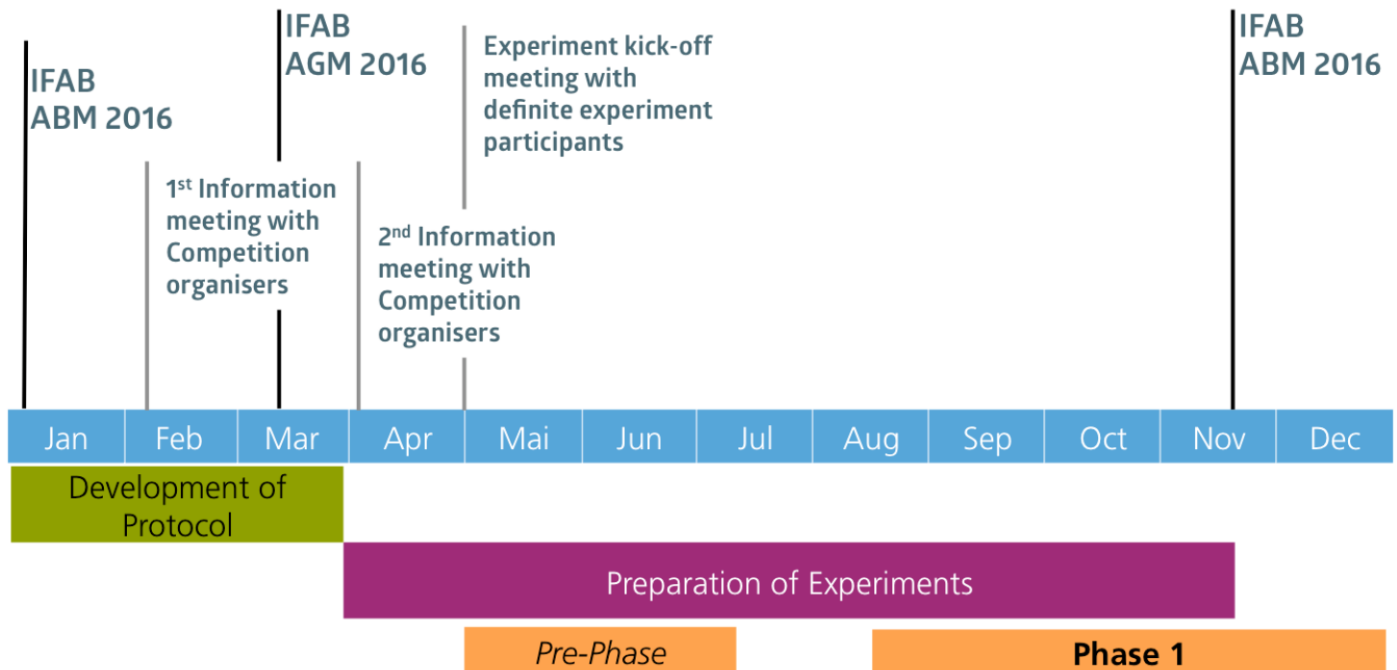 IFAB
ABM 2016
IFAB
AGM 2016
Experiment kick-off
meeting with
definite experiment
participants
IFAB
ABM 2016
1st Information
meeting with
Competition
organisers
2nd Information
meeting with
Competition
organisers
Jan Feb Mar Apr Mai Jun Jul Aug Sep Oct Nov Dec
Development of
Protocol
Preparation of Experiments
Pre-Phase
Phase 1